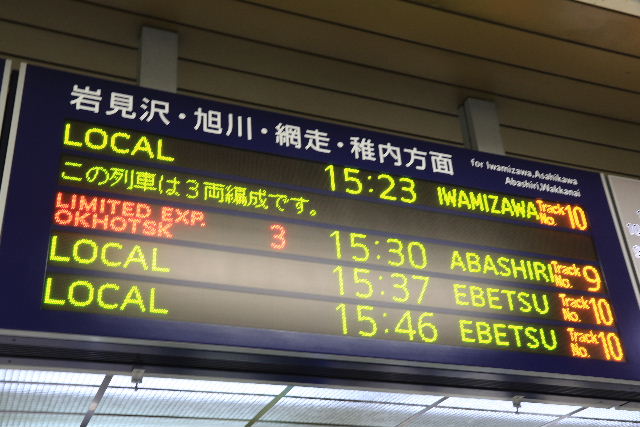 岩見沢・旭川・網走・稚内方面 for Iwamizawa,Asahikawa
Abashiri,Wakkanai
LOCAL 15:23 IWAMIZAWA Track No. 10
この列車は３両編成です。
LIMITED EXP. OKHOTSK 3 15:30 ABASHIRI Track No. 9
LOCAL 15:37 EBETSU Track No. 10
LOCAL 15:46 EBETSU Track No. 10